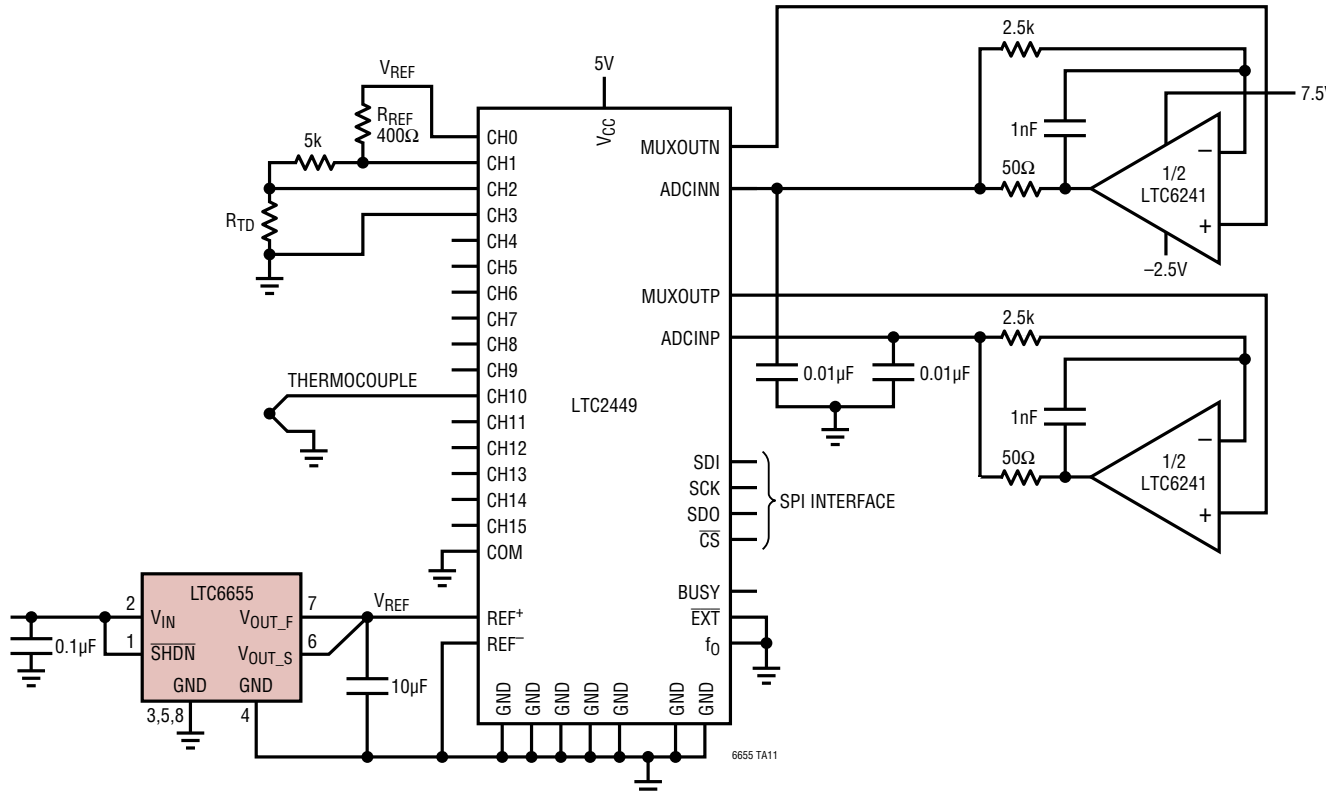 5V
V_REF
R_REF
400Ω
5k
R_TD
CH0
CH1
CH2
CH3
CH4
CH5
CH6
CH7
CH8
CH9
CH10
CH11
CH12
CH13
CH14
CH15
COM
REF+
REF–
THERMOCOUPLE
V_CC
LTC2449
MUXOUTN
ADCINN
MUXOUTP
ADCINP
SDI
SCK
SDO
C̅S̅
SPI INTERFACE
BUSY
E̅X̅T̅
f_O
GND
GND
GND
GND
GND
GND
GND
2.5k
1nF
50Ω
7.5V
–
1/2
LTC6241
+
–2.5V
2.5k
1nF
50Ω
–
1/2
LTC6241
+
0.01µF
0.01µF
LTC6655
2
V_IN
1
S̅H̅D̅N̅
V_OUT_F
7
V_OUT_S
6
GND
GND
3,5,8
4
0.1µF
V_REF
10µF
6655 TA11